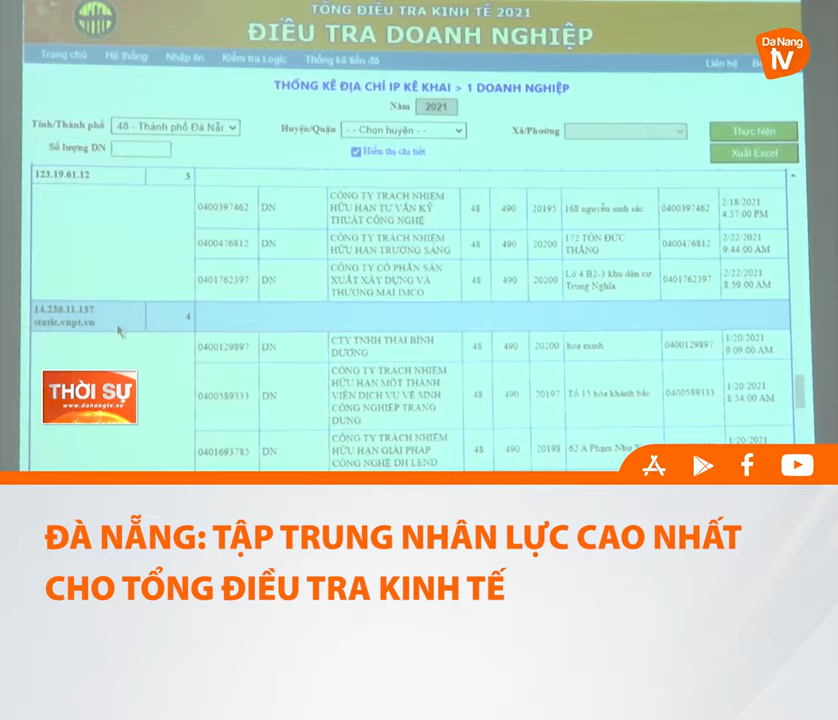 TỔNG ĐIỀU TRA KINH TẾ 2021
ĐIỀU TRA DOANH NGHIỆP
Da Nang
tv
Trang chủ Hệ thống Nhập tin Kiểm tra Logic Thống kê tiến độ Liên hệ
THỐNG KÊ ĐỊA CHỈ IP KÊ KHAI > 1 DOANH NGHIỆP
Năm 2021
Tỉnh/Thành phố 48 - Thành phố Đà Nẵn Huyện/Quận - - Chọn huyện - - Xã/Phường Thực hiện
Số lượng DN Hiển thị chi tiết Xuất Excel
123.19.61.12 3
0400397462 DN CÔNG TY TRÁCH NHIỆM HỮU HẠN TƯ VẤN KỸ THUẬT CÔNG NGHỆ 48 490 20195 168 nguyễn sinh sắc 0400397462 2/18/2021 4:57:00 PM
0400476812 DN CÔNG TY TRÁCH NHIỆM HỮU HẠN TRƯỜNG SANG 48 490 20200 172 TÔN ĐỨC THẮNG 0400476812 2/22/2021 9:44:00 AM
0401762397 DN CÔNG TY CỔ PHẦN SẢN XUẤT XÂY DỰNG VÀ THƯƠNG MẠI IMCO 48 490 20200 Lô 4 B2-3 khu dân cư Trung Nghĩa 0401762397 2/22/2021 8:59:00 AM
14.236.11.137 4
static.vnpt.vn
0400129897 DN CTY TNHH THÁI BÌNH DƯƠNG 48 490 20200 hoa minh 0400129897 1/20/2021 9:09:00 AM
0400589333 DN CÔNG TY TRÁCH NHIỆM HỮU HẠN MỘT THÀNH VIÊN DỊCH VỤ VỆ SINH CÔNG NGHIỆP TRANG DUNG 48 490 20197 Tổ 15 hòa khánh bắc 0400589333 1/20/2021 8:54:00 AM
0401693785 DN CÔNG TY TRÁCH NHIỆM HỮU HẠN GIẢI PHÁP CÔNG NGHỆ DH LEND 48 490 20198 62 A Phạm Như 1/20/2021
THỜI SỰ
www.danangtv.vn
ĐÀ NẴNG: TẬP TRUNG NHÂN LỰC CAO NHẤT
CHO TỔNG ĐIỀU TRA KINH TẾ